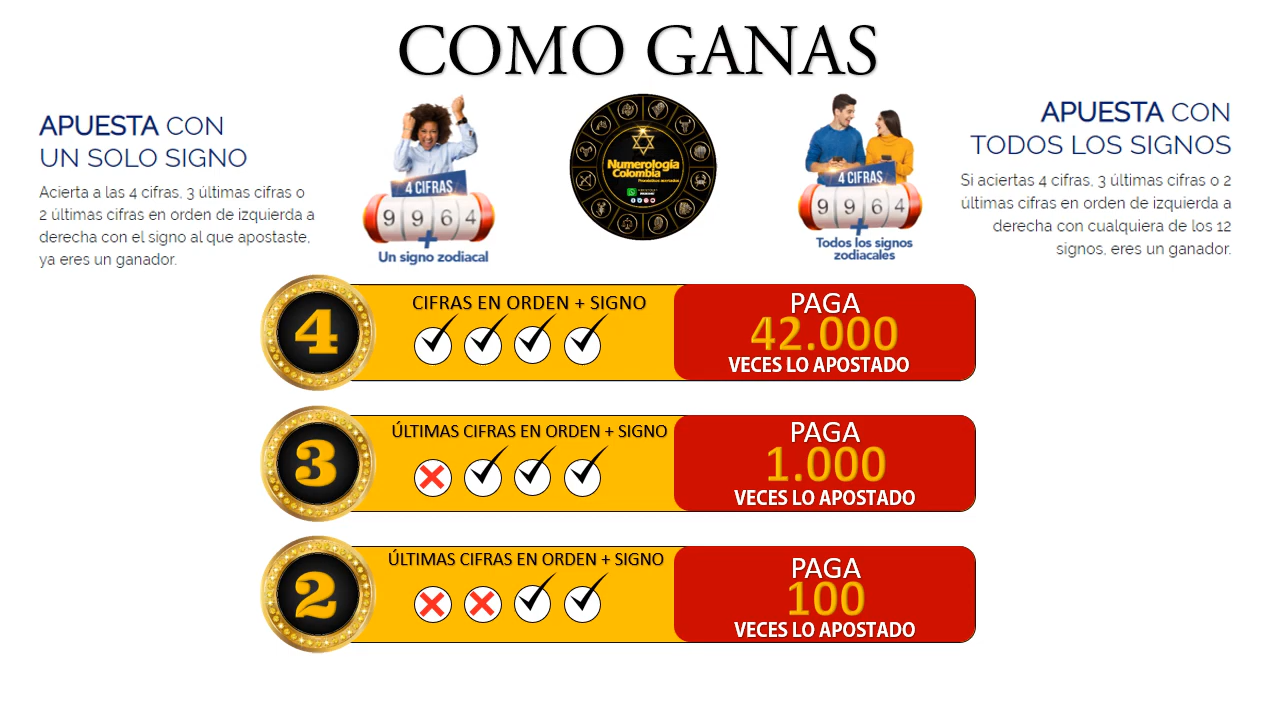 COMO GANAS
APUESTA CON
UN SOLO SIGNO
Acierta a las 4 cifras, 3 últimas cifras o
2 últimas cifras en orden de izquierda a
derecha con el signo al que apostaste,
ya eres un ganador.
4 CIFRAS
9 9 6 4
+
Un signo zodiacal
Numerología
Colombia
Pronósticos acertados
4 CIFRAS
9 9 6 4
+
Todos los signos
zodiacales
APUESTA CON
TODOS LOS SIGNOS
Si aciertas 4 cifras, 3 últimas cifras o 2
últimas cifras en orden de izquierda a
derecha con cualquiera de los 12
signos, eres un ganador.
4
CIFRAS EN ORDEN + SIGNO
PAGA
42.000
VECES LO APOSTADO
3
ÚLTIMAS CIFRAS EN ORDEN + SIGNO
PAGA
1.000
VECES LO APOSTADO
2
ÚLTIMAS CIFRAS EN ORDEN + SIGNO
PAGA
100
VECES LO APOSTADO